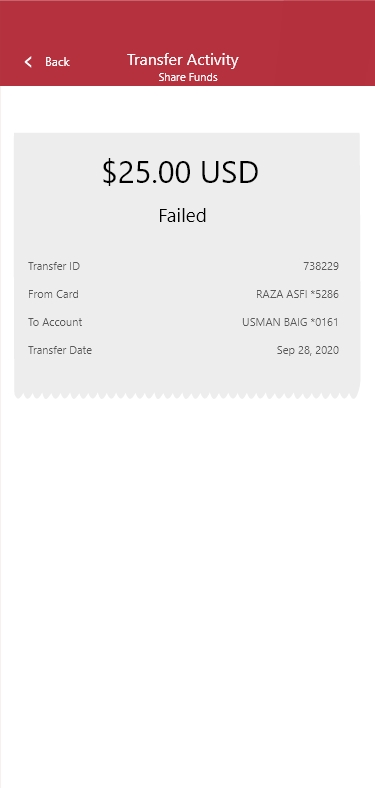 Back
Transfer Activity
Share Funds
$25.00 USD
Failed
Transfer ID 738229
From Card RAZA ASFI *5286
To Account USMAN BAIG *0161
Transfer Date Sep 28, 2020